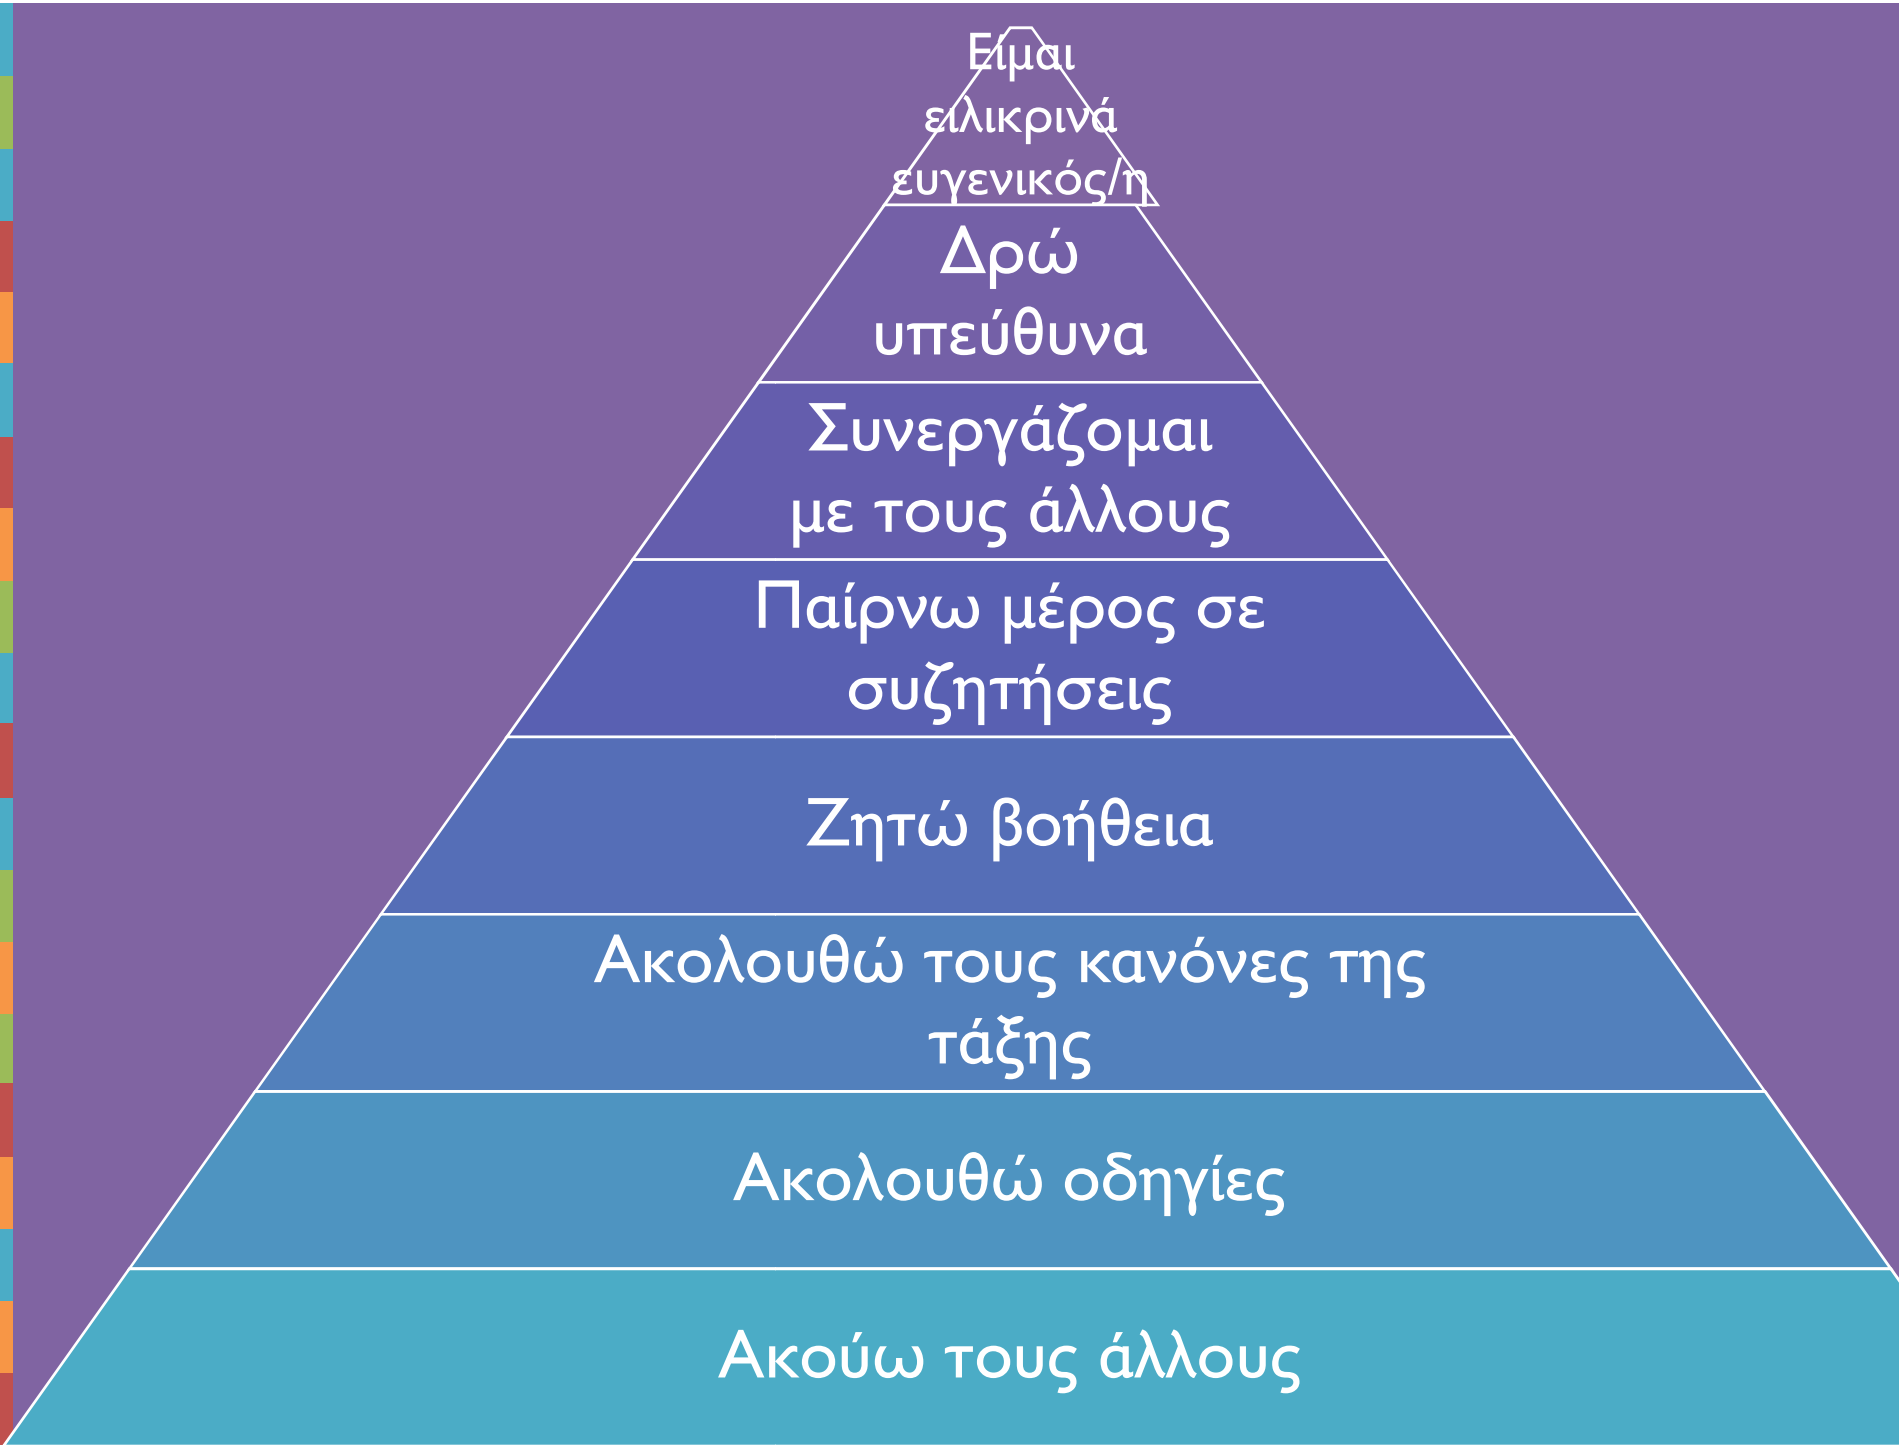 Είμαι
ειλικρινά
ευγενικός/η
Δρώ
υπεύθυνα
Συνεργάζομαι
με τους άλλους
Παίρνω μέρος σε
συζητήσεις
Ζητώ βοήθεια
Ακολουθώ τους κανόνες της
τάξης
Ακολουθώ οδηγίες
Ακούω τους άλλους